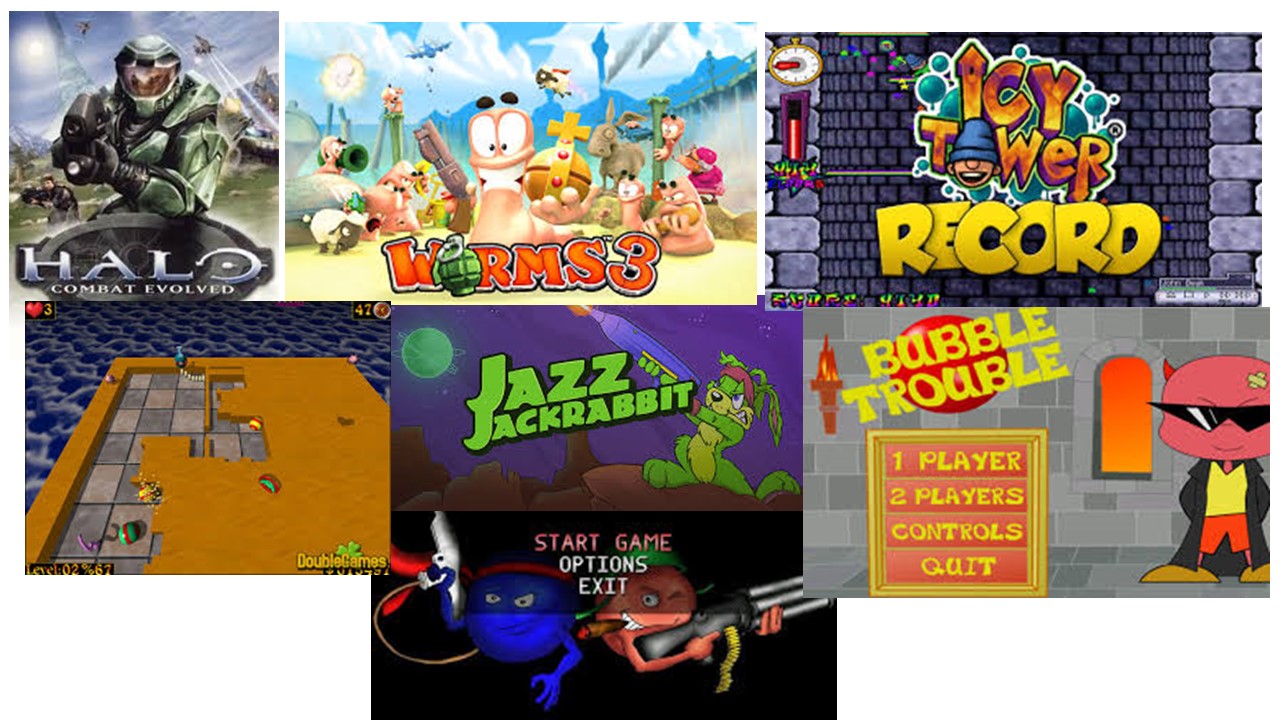 HALO
COMBAT EVOLVED
WORMS 3
ICY
TOWER
RECORD
3
47
DoubleGames
JAZZ
JACKRABBIT
BUBBLE
TROUBLE
1 PLAYER
2 PLAYERS
CONTROLS
QUIT
START GAME
OPTIONS
EXIT